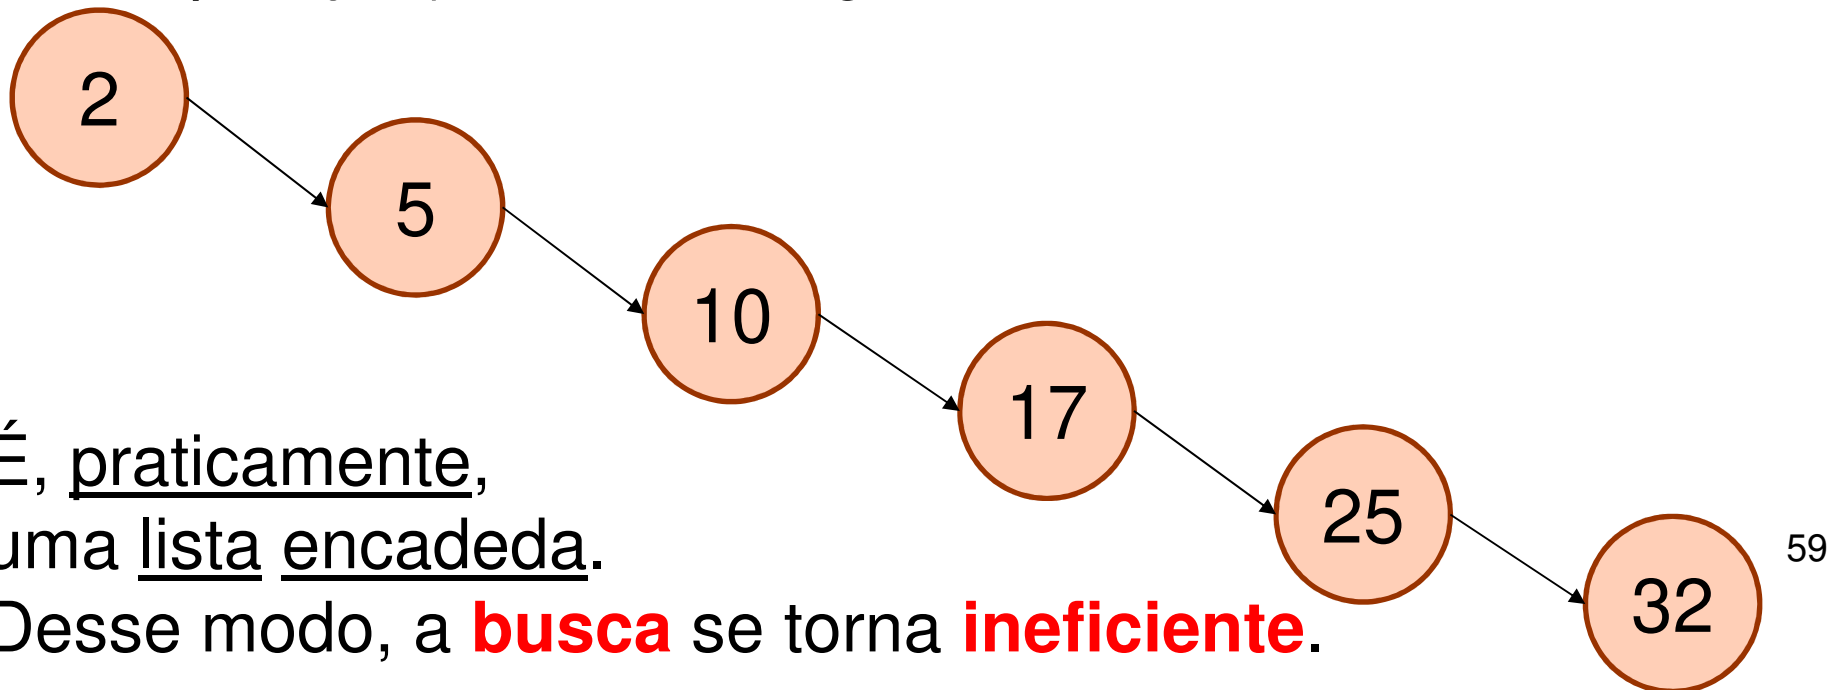 2
5
10
17
25
32
É, praticamente,
uma lista encadeda.
59
Desse modo, a busca se torna ineficiente.